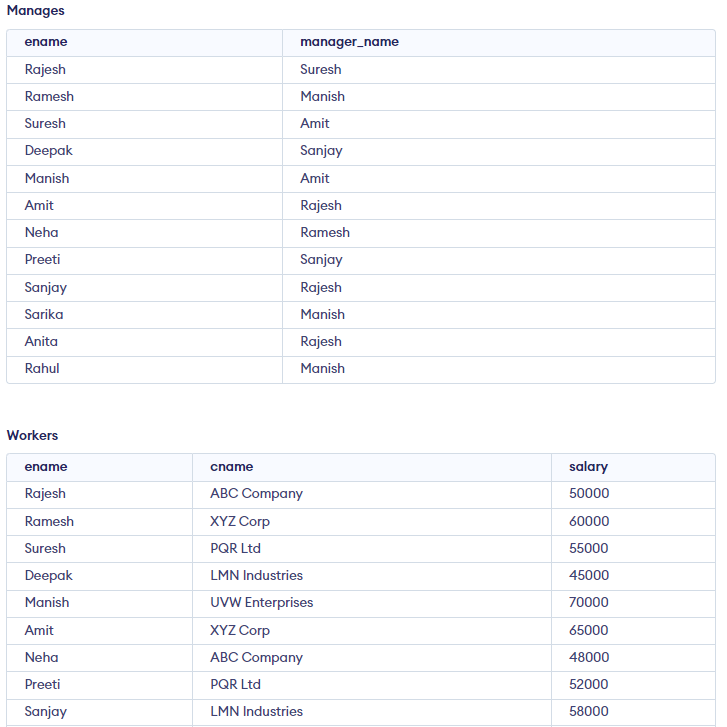 Manages
ename manager_name
Rajesh Suresh
Ramesh Manish
Suresh Amit
Deepak Sanjay
Manish Amit
Amit Rajesh
Neha Ramesh
Preeti Sanjay
Sanjay Rajesh
Sarika Manish
Anita Rajesh
Rahul Manish
Workers
ename cname salary
Rajesh ABC Company 50000
Ramesh XYZ Corp 60000
Suresh PQR Ltd 55000
Deepak LMN Industries 45000
Manish UVW Enterprises 70000
Amit XYZ Corp 65000
Neha ABC Company 48000
Preeti PQR Ltd 52000
Sanjay LMN Industries 58000